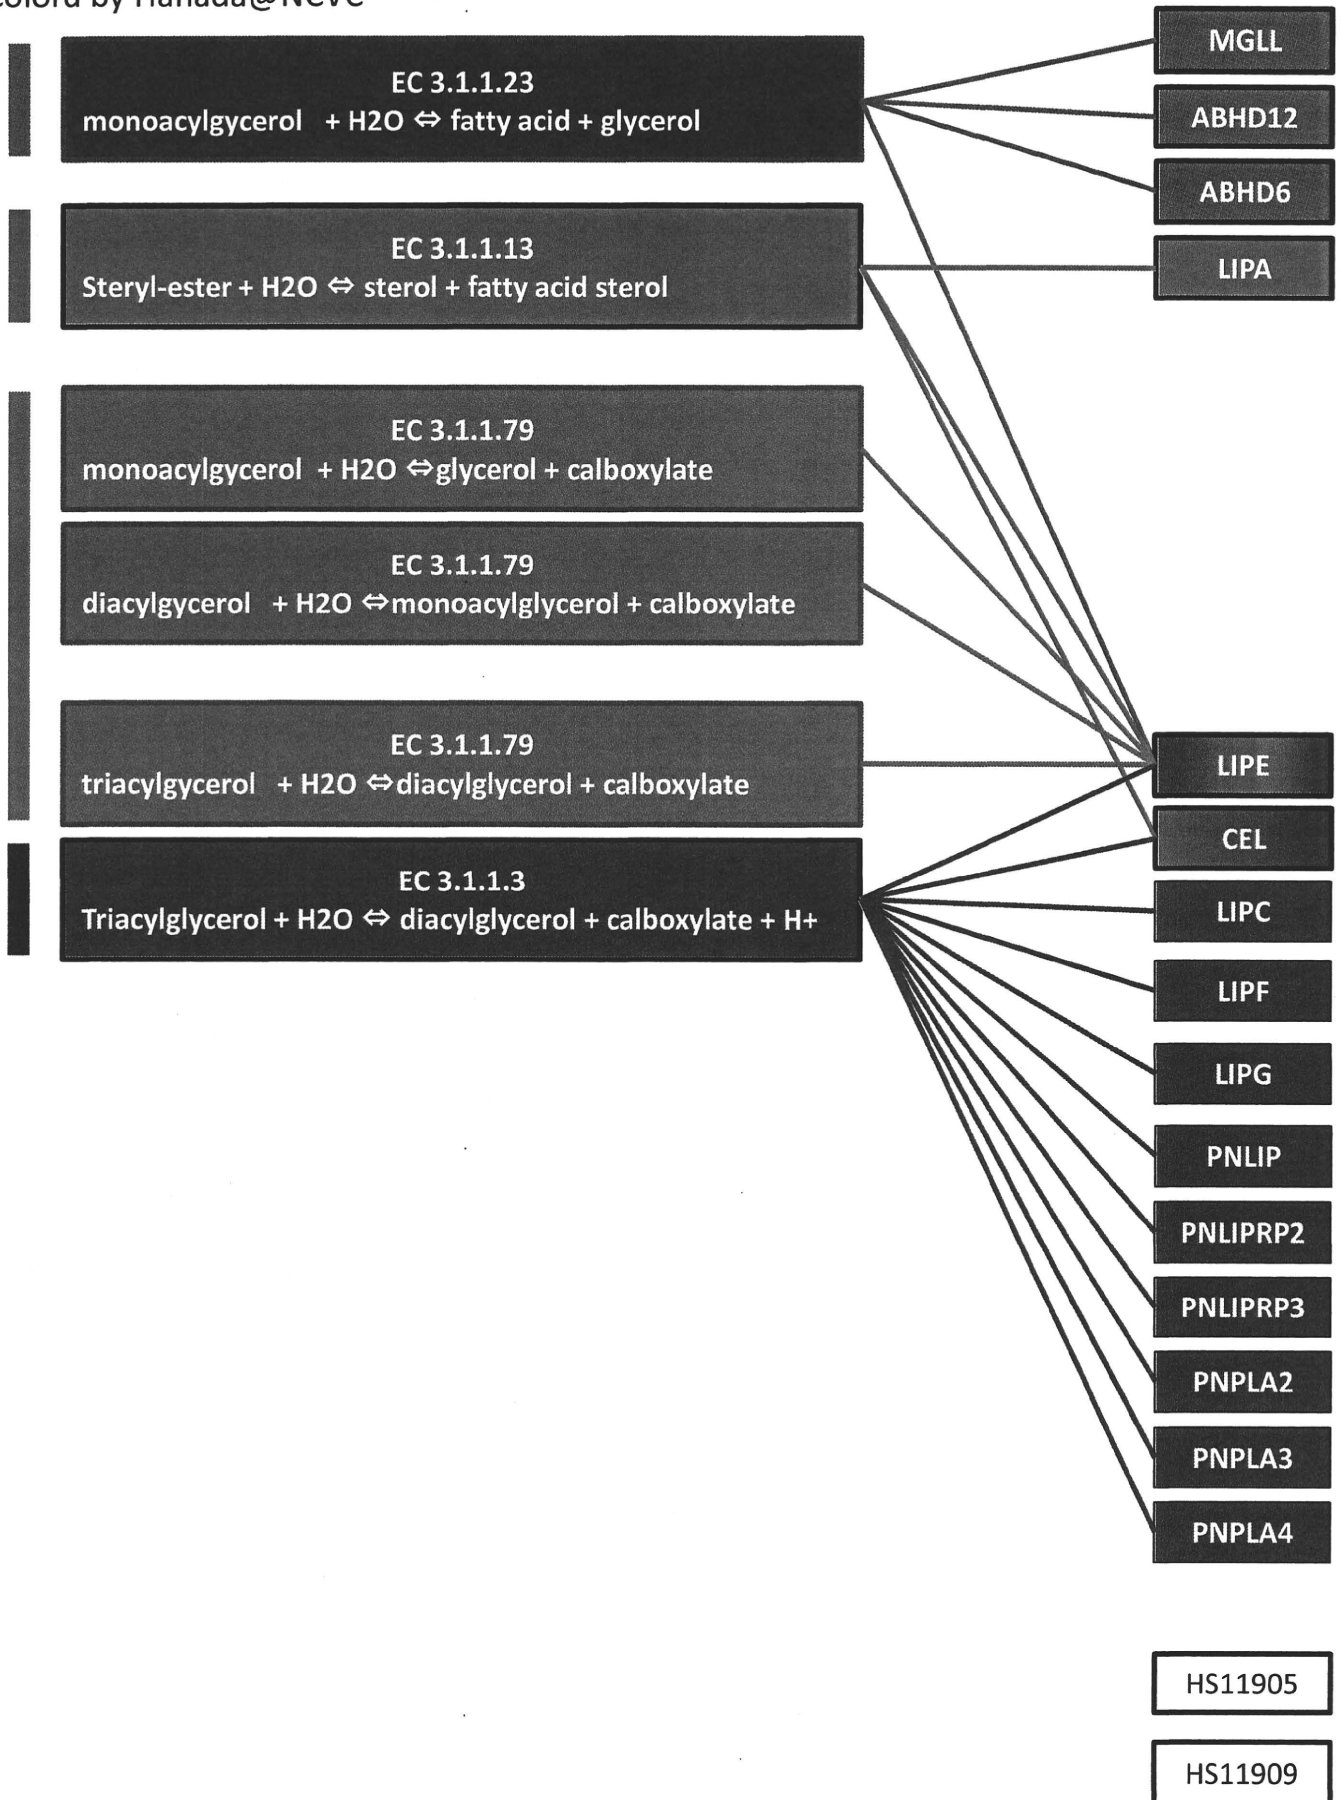 by Hanada@NCVC
EC 3.1.1.23
monoacylgycerol + H2O ⇔ fatty acid + glycerol
EC 3.1.1.13
Steryl-ester + H2O ⇔ sterol + fatty acid sterol
EC 3.1.1.79
monoacylgycerol + H2O ⇔glycerol + calboxylate
EC 3.1.1.79
diacylgycerol + H2O ⇔monoacylglycerol + calboxylate
EC 3.1.1.79
triacylgycerol + H2O ⇔diacylglycerol + calboxylate
EC 3.1.1.3
Triacylglycerol + H2O ⇔ diacylglycerol + calboxylate + H+
MGLL
ABHD12
ABHD6
LIPA
LIPE
CEL
LIPC
LIPF
LIPG
PNLIP
PNLIPRP2
PNLIPRP3
PNPLA2
PNPLA3
PNPLA4
HS11905
HS11909